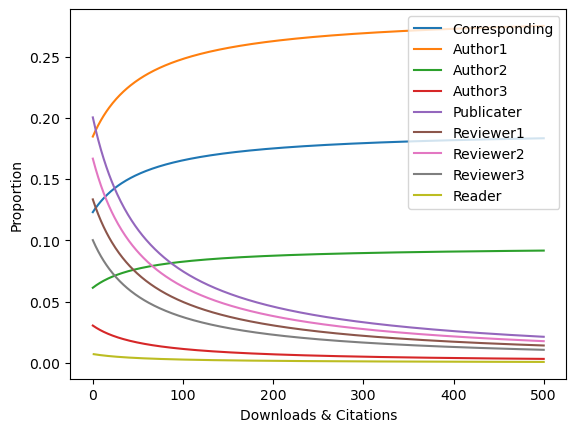 Corresponding
Author1
Author2
Author3
Publicater
Reviewer1
Reviewer2
Reviewer3
Reader
Proportion
0.25
0.20
0.15
0.10
0.05
0.00
0
100
200
300
400
500
Downloads & Citations